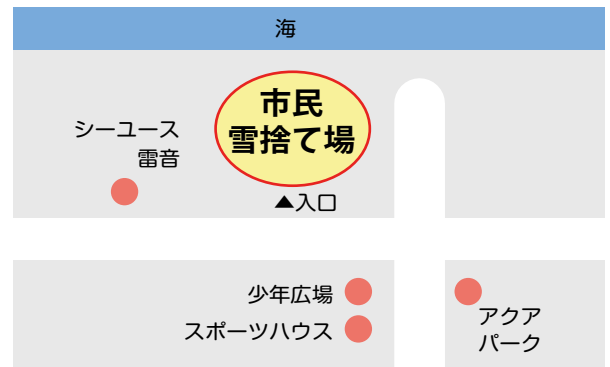 海
市民
雪捨て場
シーユース
雷音
▲入口
少年広場
スポーツハウス
アクア
パーク